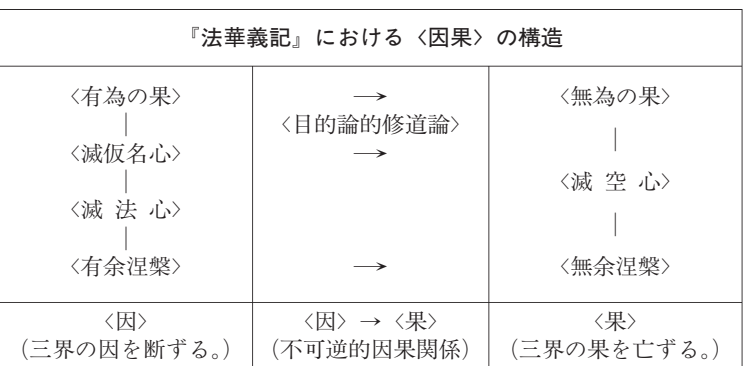 『法華義記』における〈因果〉の構造
〈有為の果〉 → 〈無為の果〉
〈目的論的修道論〉
〈滅仮名心〉 →
〈滅 空 心〉
〈滅 法 心〉
〈有余涅槃〉 → 〈無余涅槃〉
〈因〉 〈因〉→〈果〉 〈果〉
(三界の因を断ずる。) (不可逆的因果関係) (三界の果を亡ずる。)